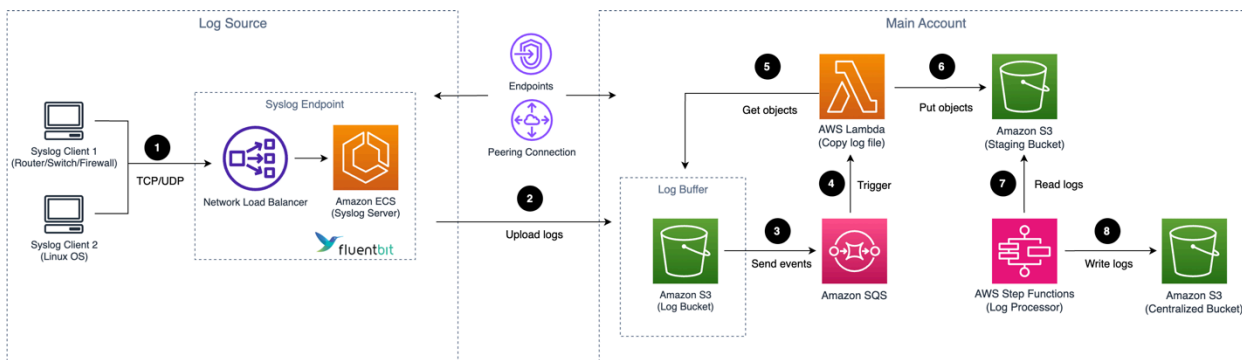 Log Source
Syslog Client 1
(Router/Switch/Firewall)
Syslog Client 2
(Linux OS)
1
TCP/UDP
Syslog Endpoint
Network Load Balancer
Amazon ECS
(Syslog Server)
fluentbit
Endpoints
Peering Connection
2
Upload logs
Main Account
Log Buffer
Amazon S3
(Log Bucket)
3
Send events
Amazon SQS
4
Trigger
AWS Lambda
(Copy log file)
5
Get objects
6
Put objects
Amazon S3
(Staging Bucket)
7
Read logs
AWS Step Functions
(Log Processor)
8
Write logs
Amazon S3
(Centralized Bucket)